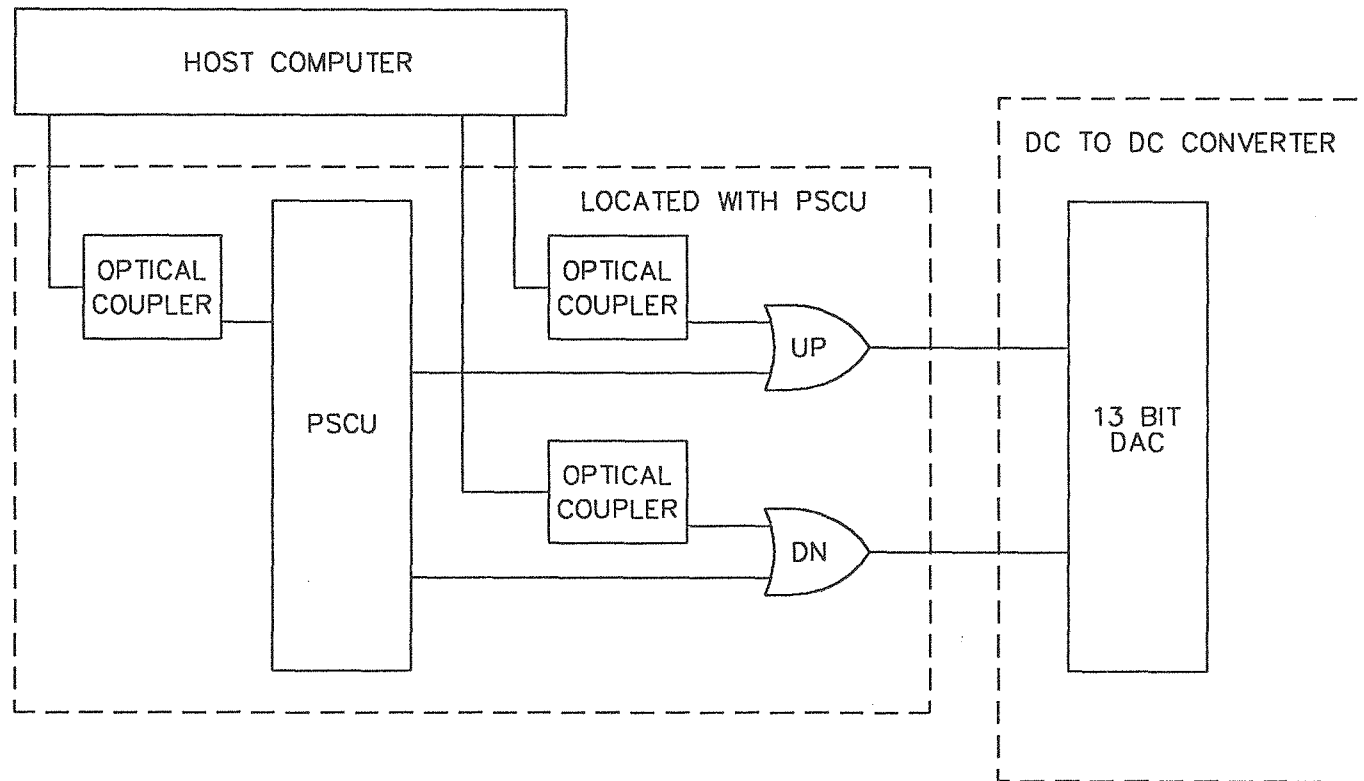 HOST COMPUTER
DC TO DC CONVERTER
LOCATED WITH PSCU
OPTICAL
COUPLER
OPTICAL
COUPLER
UP
PSCU
13 BIT
DAC
OPTICAL
COUPLER
DN